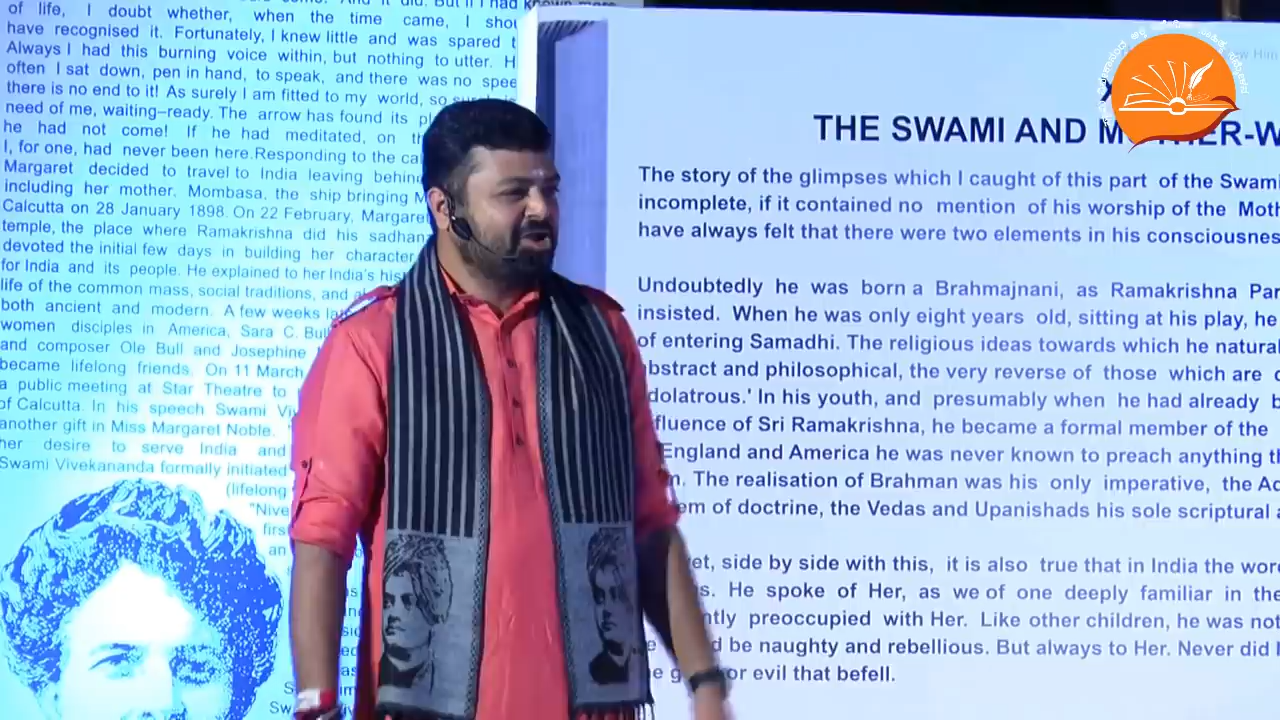 of life, I doubt whether, when the time came, I shou
have recognised it. Fortunately, I knew little and was spared t
Always I had this burning voice within, but nothing to utter. H
often I sat down, pen in hand, to speak, and there was no spee
there is no end to it! As surely I am fitted to my world, so
need of me, waiting–ready. The arrow has found its pl
he had not come! If he had meditated, on th
I, for one, had never been here.Responding to the cal
Margaret decided to travel to India leaving behind
including her mother. Mombasa, the ship bringing M
Calcutta on 28 January 1898. On 22 February, Margaret
temple, the place where Ramakrishna did his sadhan
devoted the initial few days in building her character
for India and its people. He explained to her India's his
life of the common mass, social traditions, and al
both ancient and modern. A few weeks la
women disciples in America, Sara C. Bull
and composer Ole Bull and Josephine
became lifelong friends. On 11 March
a public meeting at Star Theatre to
of Calcutta. In his speech Swami Vi
another gift in Miss Margaret Noble.
her desire to serve India and
Swami Vivekananda formally initiated
(lifelong
"Nive
first
an
THE SWAMI AND M HER-W
The story of the glimpses which I caught of this part of the Swami
incomplete, if it contained no mention of his worship of the Moth
have always felt that there were two elements in his consciousnes
Undoubtedly he was born a Brahmajnani, as Ramakrishna Par
insisted. When he was only eight years old, sitting at his play, he
of entering Samadhi. The religious ideas towards which he natural
bstract and philosophical, the very reverse of those which are
dolatrous.' In his youth, and presumably when he had already b
fluence of Sri Ramakrishna, he became a formal member of the
England and America he was never known to preach anything th
m. The realisation of Brahman was his only imperative, the Ad
em of doctrine, the Vedas and Upanishads his sole scriptural a
et, side by side with this, it is also true that in India the wor
s. He spoke of Her, as we of one deeply familiar in the
ntly preoccupied with Her. Like other children, he was not
d be naughty and rebellious. But always to Her. Never did I
or evil that befell.